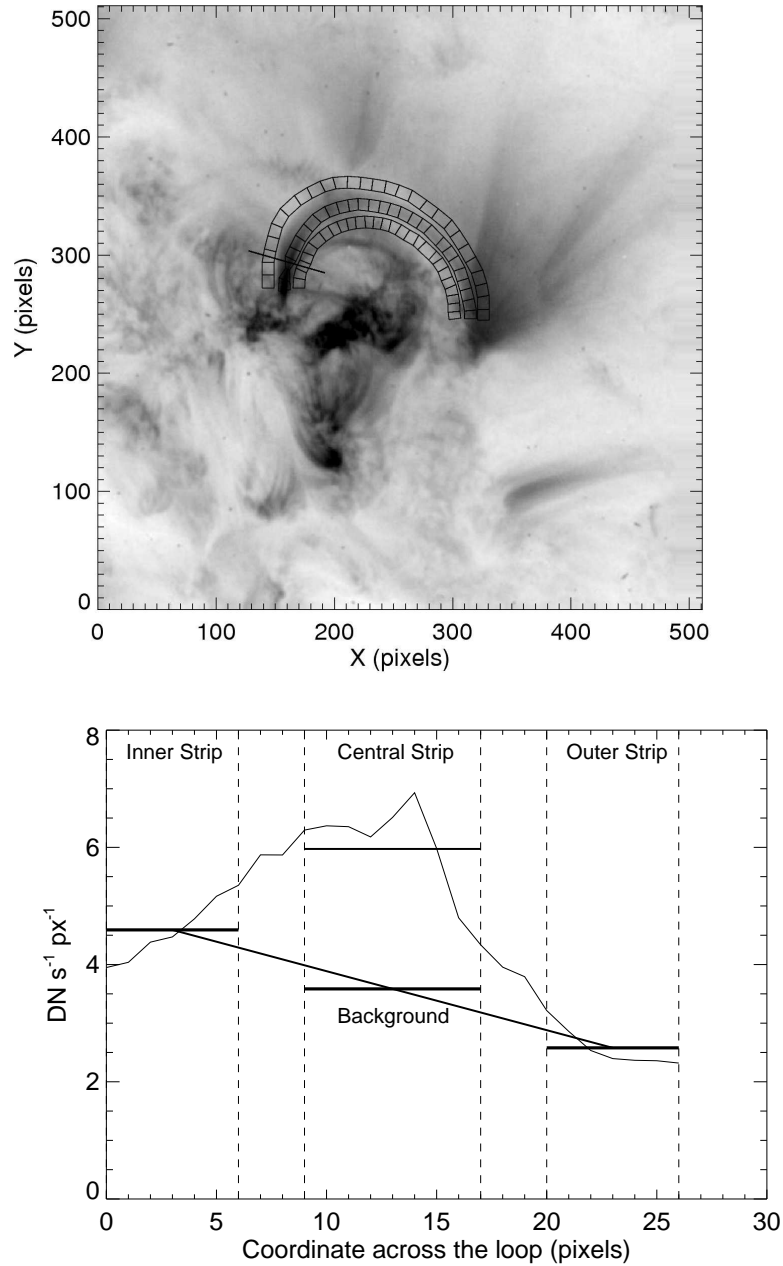 500
400
300
200
100
0
Y (pixels)
0 100 200 300 400 500
X (pixels)
8
6
4
2
0
DN s⁻¹ px⁻¹
Inner Strip Central Strip Outer Strip
Background
0 5 10 15 20 25 30
Coordinate across the loop (pixels)